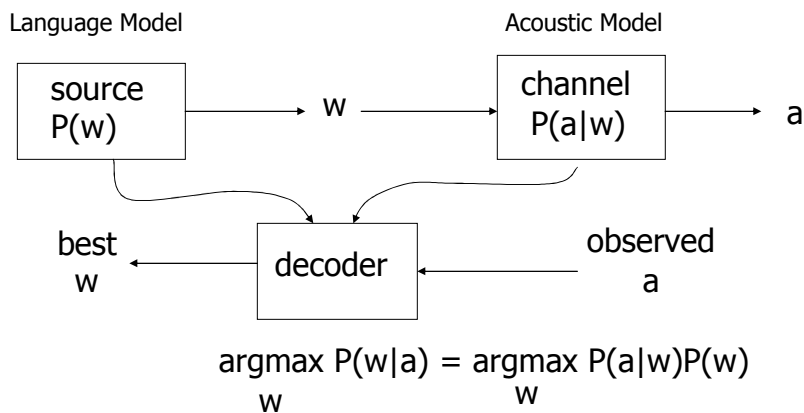 Language Model
Acoustic Model
source
P(w)
w
channel
P(a|w)
a
best
w
decoder
observed
a
argmax P(w|a) = argmax P(a|w)P(w)
w w